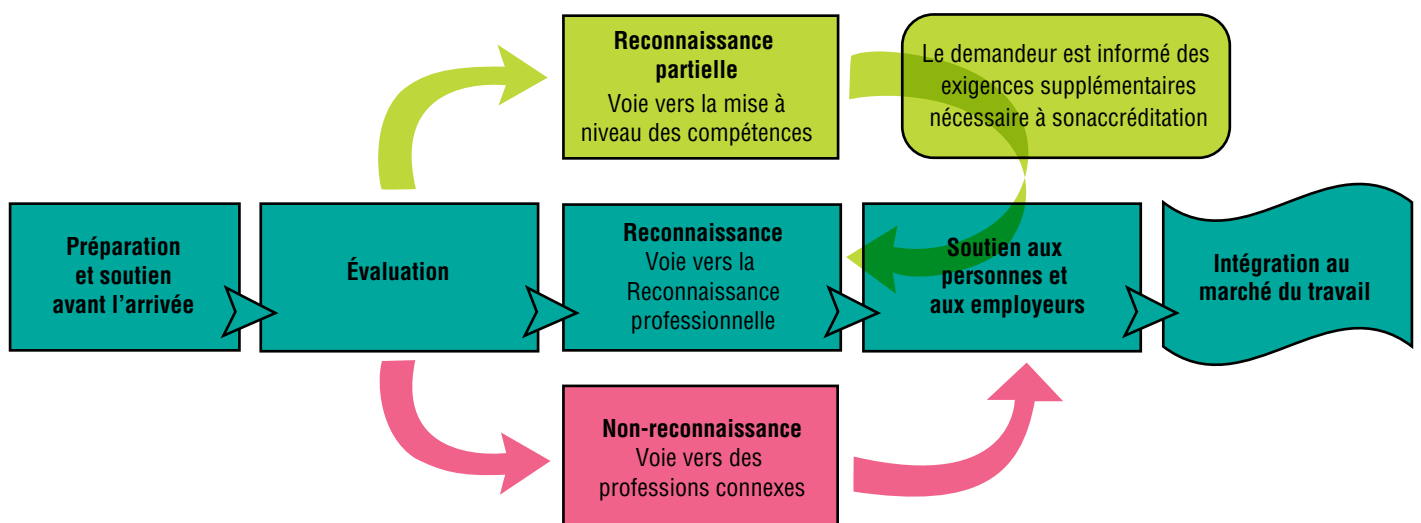 Reconnaissance
partielle
Voie vers la mise à
niveau des compétences
Le demandeur est informé des
exigences supplémentaires
nécessaire à sonaccréditation
Préparation
et soutien
avant l’arrivée
Évaluation
Reconnaissance
Voie vers la
Reconnaissance
professionnelle
Soutien aux
personnes et
aux employeurs
Intégration au
marché du travail
Non-reconnaissance
Voie vers des
professions connexes